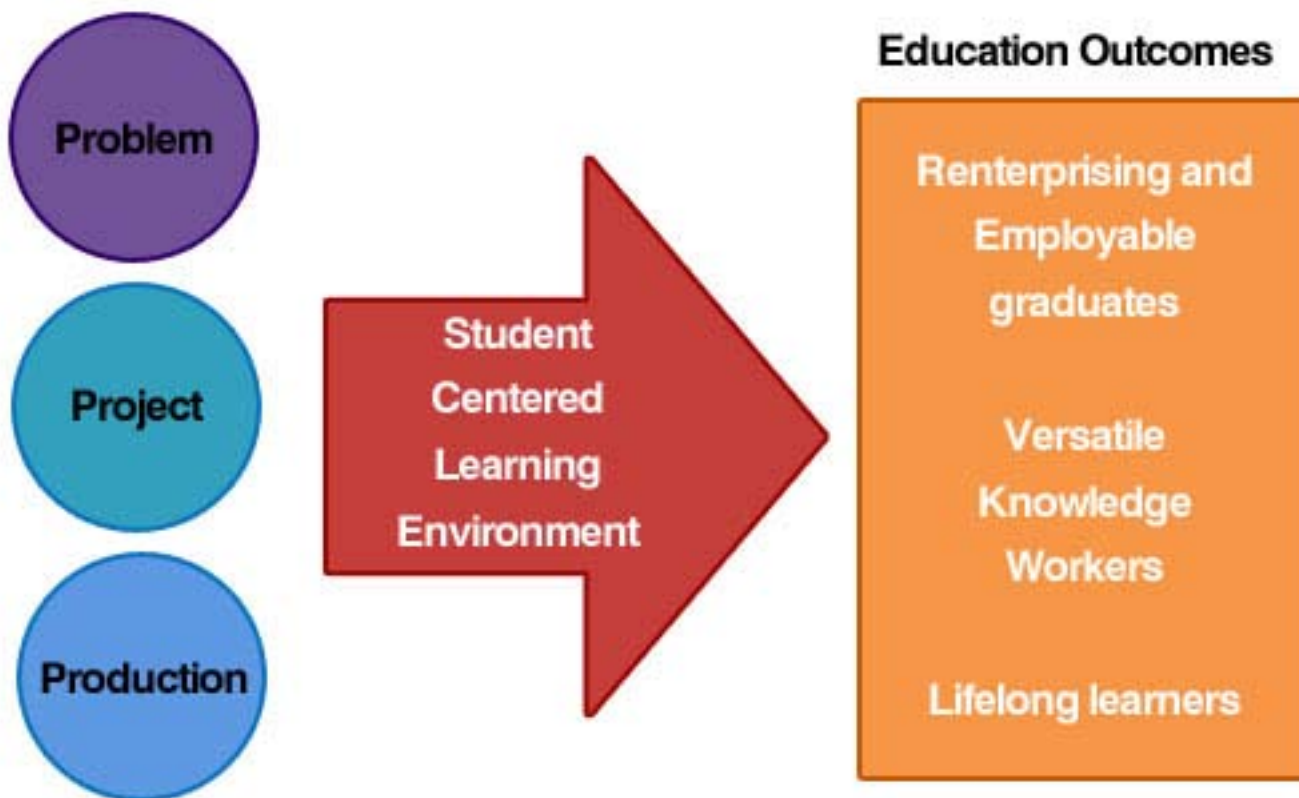 Problem
Project
Production
Student
Centered
Learning
Environment
Education Outcomes
Renterprising and
Employable
graduates
Versatile
Knowledge
Workers
Lifelong learners